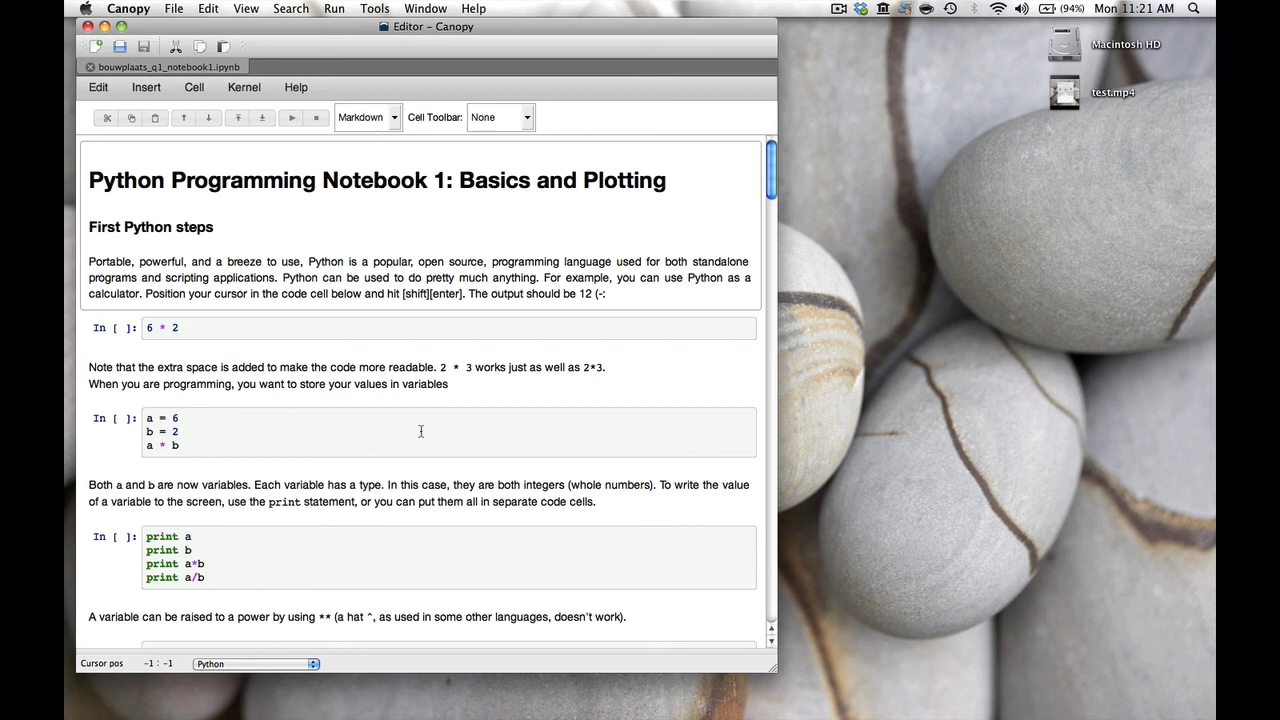 Canopy File Edit View Search Run Tools Window Help (94%) Mon 11:21 AM
Editor - Canopy
Macintosh HD
bouwplaats_q1_notebook1.ipynb
Edit Insert Cell Kernel Help
test.mp4
Markdown Cell Toolbar: None
Python Programming Notebook 1: Basics and Plotting
First Python steps
Portable, powerful, and a breeze to use, Python is a popular, open source, programming language used for both standalone
programs and scripting applications. Python can be used to do pretty much anything. For example, you can use Python as a
calculator. Position your cursor in the code cell below and hit [shift][enter]. The output should be 12 (-:
In [ ]: 6 * 2
Note that the extra space is added to make the code more readable. 2 * 3 works just as well as 2*3.
When you are programming, you want to store your values in variables
In [ ]: a = 6
b = 2
a * b
Both a and b are now variables. Each variable has a type. In this case, they are both integers (whole numbers). To write the value
of a variable to the screen, use the print statement, or you can put them all in separate code cells.
In [ ]: print a
print b
print a*b
print a/b
A variable can be raised to a power by using ** (a hat ^, as used in some other languages, doesn't work).
Cursor pos -1 : -1 Python